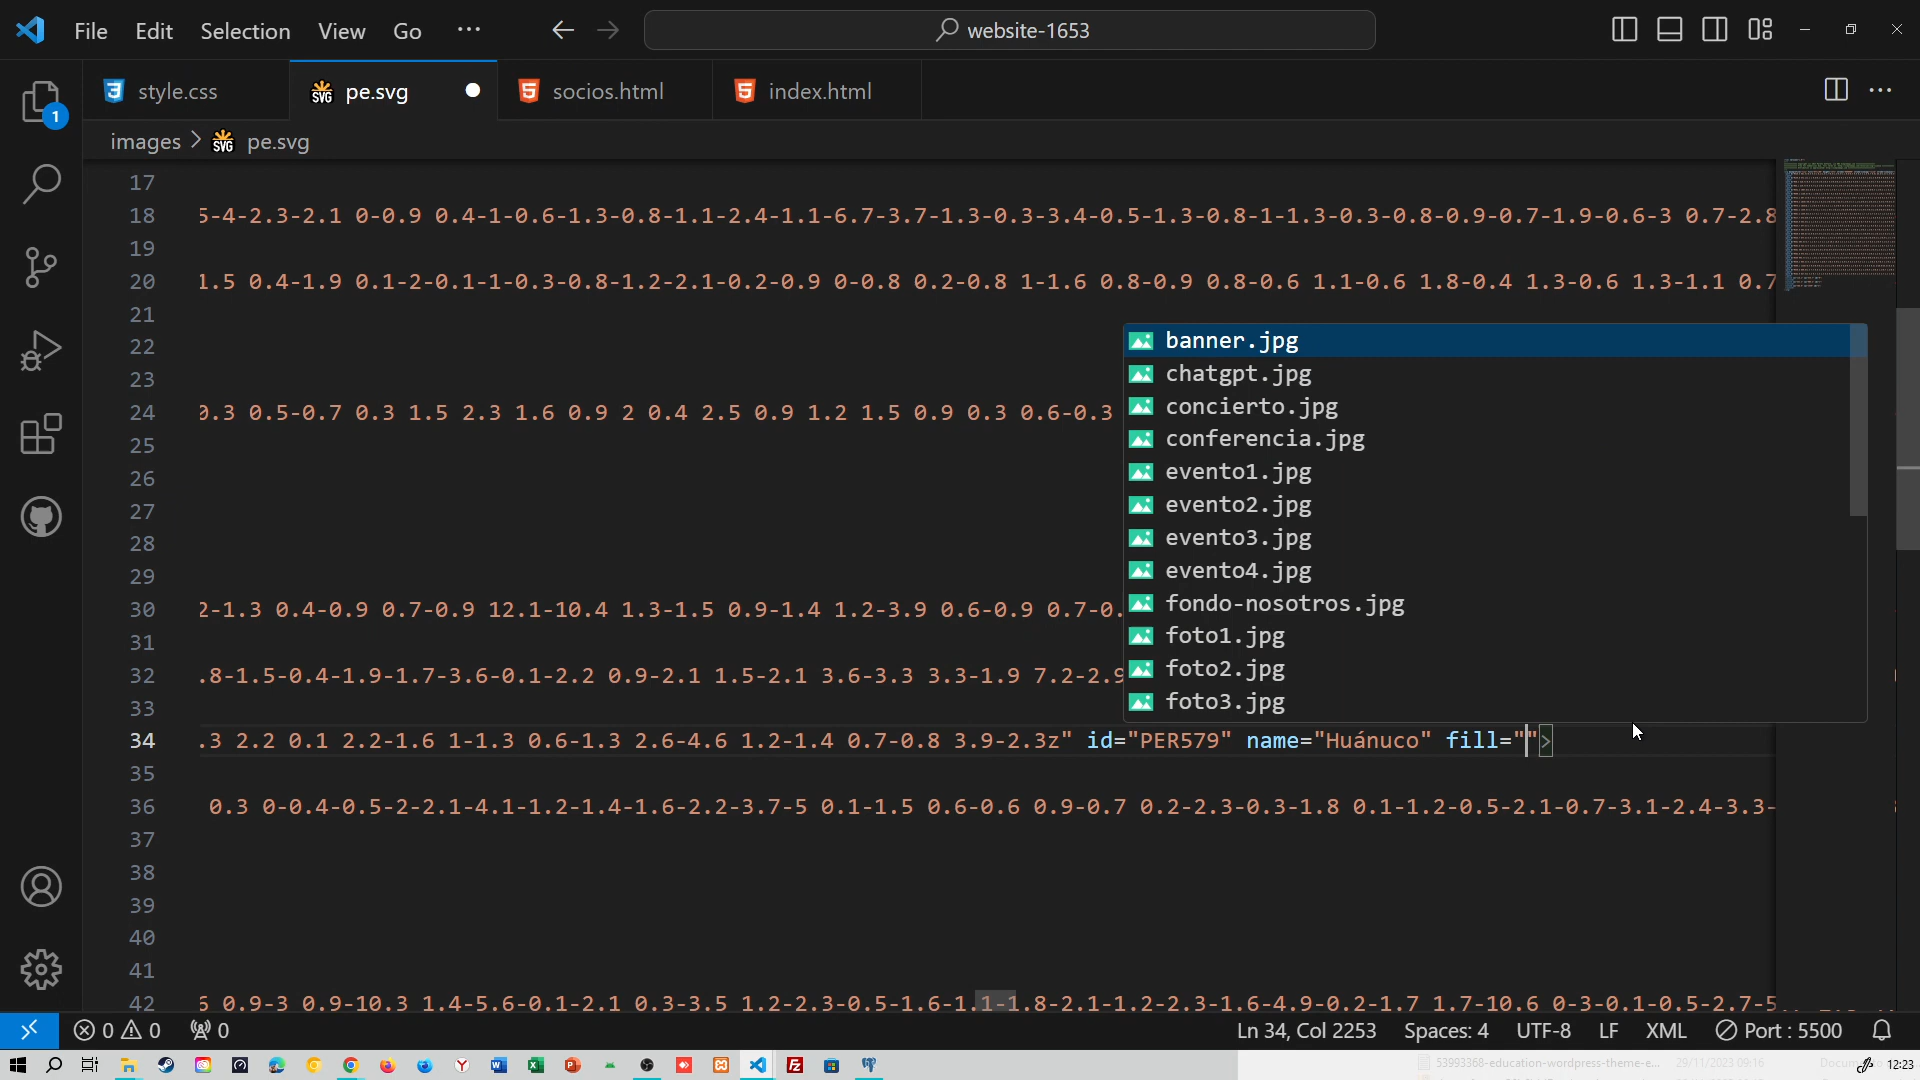 File Edit Selection View Go ··· website-1653
style.css pe.svg socios.html index.html
images > pe.svg
17
18 5-4-2.3-2.1 0-0.9 0.4-1-0.6-1.3-0.8-1.1-2.4-1.1-6.7-3.7-1.3-0.3-3.4-0.5-1.3-0.8-1-1.3-0.3-0.8-0.9-0.7-1.9-0.6-3 0.7-2.8
19
20 1.5 0.4-1.9 0.1-2-0.1-1-0.3-0.8-1.2-2.1-0.2-0.9 0-0.8 0.2-0.8 1-1.6 0.8-0.9 0.8-0.6 1.1-0.6 1.8-0.4 1.3-0.6 1.3-1.1 0.7
21
22
23
24 0.3 0.5-0.7 0.3 1.5 2.3 1.6 0.9 2 0.4 2.5 0.9 1.2 1.5 0.9 0.3 0.6-0.3
25
26
27
28
29
30 2-1.3 0.4-0.9 0.7-0.9 12.1-10.4 1.3-1.5 0.9-1.4 1.2-3.9 0.6-0.9 0.7-0.
31
32 .8-1.5-0.4-1.9-1.7-3.6-0.1-2.2 0.9-2.1 1.5-2.1 3.6-3.3 3.3-1.9 7.2-2.9
33
34 .3 2.2 0.1 2.2-1.6 1-1.3 0.6-1.3 2.6-4.6 1.2-1.4 0.7-0.8 3.9-2.3z" id="PER579" name="Huánuco" fill="">
35
36 0.3 0-0.4-0.5-2-2.1-4.1-1.2-1.4-1.6-2.2-3.7-5 0.1-1.5 0.6-0.6 0.9-0.7 0.2-2.3-0.3-1.8 0.1-1.2-0.5-2.1-0.7-3.1-2.4-3.3-
37
38
39
40
41
42 6 0.9-3 0.9-10.3 1.4-5.6-0.1-2.1 0.3-3.5 1.2-2.3-0.5-1.6-1.1-1.8-2.1-1.2-2.3-1.6-4.9-0.2-1.7 1.7-10.6 0-3-0.1-0.5-2.7-5
banner.jpg
chatgpt.jpg
concierto.jpg
conferencia.jpg
evento1.jpg
evento2.jpg
evento3.jpg
evento4.jpg
fondo-nosotros.jpg
foto1.jpg
foto2.jpg
foto3.jpg
0 0 0 Ln 34, Col 2253 Spaces: 4 UTF-8 LF XML Port : 5500
53993368-education-wordpress-theme-e... 29/11/2023 09:16
12:23